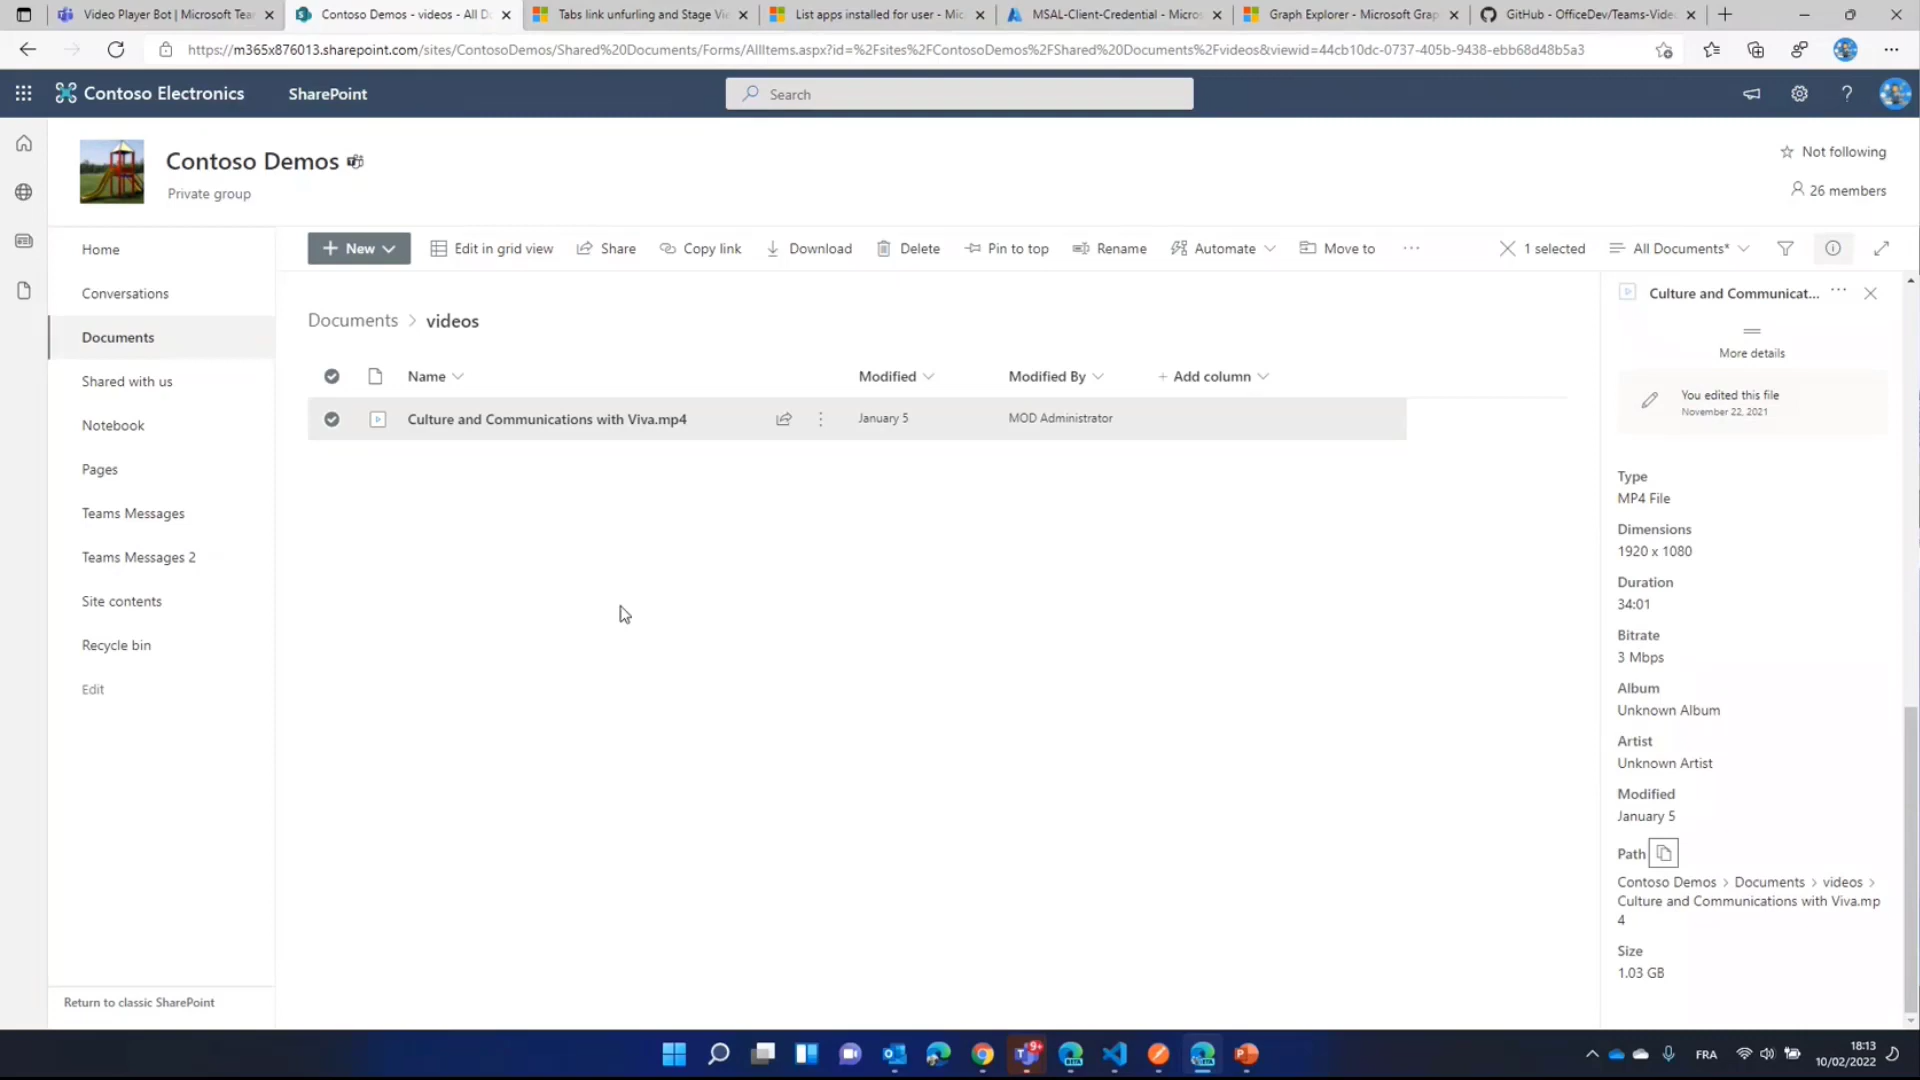 Video Player Bot | Microsoft Tea
Contoso Demos - videos - All D
Tabs link unfurling and Stage Vi
List apps installed for user - Mic
MSAL-Client-Credential - Micros
Graph Explorer - Microsoft Grap
GitHub - OfficeDev/Teams-Vide
https://m365x876013.sharepoint.com/sites/ContosoDemos/Shared%20Documents/Forms/AllItems.aspx?id=%2Fsites%2FContosoDemos%2FShared%20Documents%2Fvideos&viewid=44cb10dc-0737-405b-9438-ebb68d48b5a3
Contoso Electronics
SharePoint
Search
Contoso Demos
Private group
Not following
26 members
New
Edit in grid view
Share
Copy link
Download
Delete
Pin to top
Rename
Automate
Move to
1 selected
All Documents*
Home
Conversations
Documents
Shared with us
Notebook
Pages
Teams Messages
Teams Messages 2
Site contents
Recycle bin
Edit
Return to classic SharePoint
Documents > videos
Name
Modified
Modified By
+ Add column
Culture and Communications with Viva.mp4
January 5
MOD Administrator
Culture and Communicat...
More details
You edited this file
November 22, 2021
Type
MP4 File
Dimensions
1920 x 1080
Duration
34:01
Bitrate
3 Mbps
Album
Unknown Album
Artist
Unknown Artist
Modified
January 5
Path
Contoso Demos > Documents > videos >
Culture and Communications with Viva.mp
4
Size
1.03 GB
9+
FRA
18:13
10/02/2022